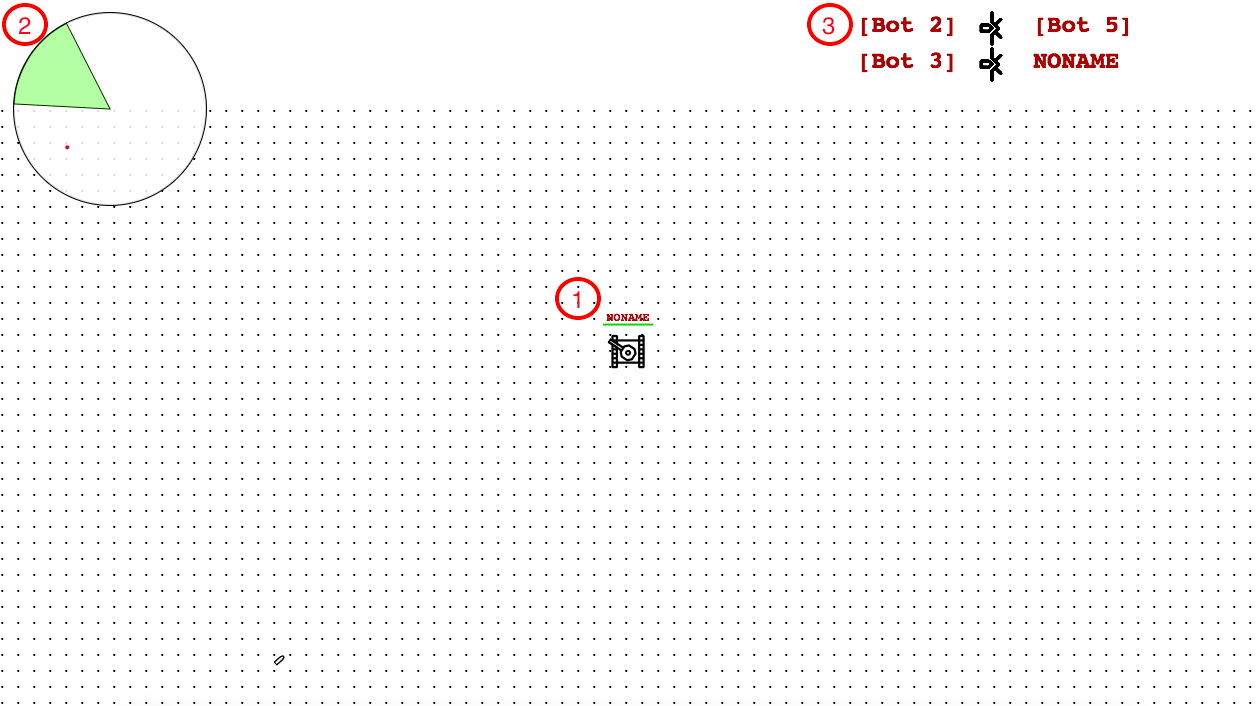 2
3 [Bot 2] [Bot 5]
[Bot 3] NONAME
1
NONAME